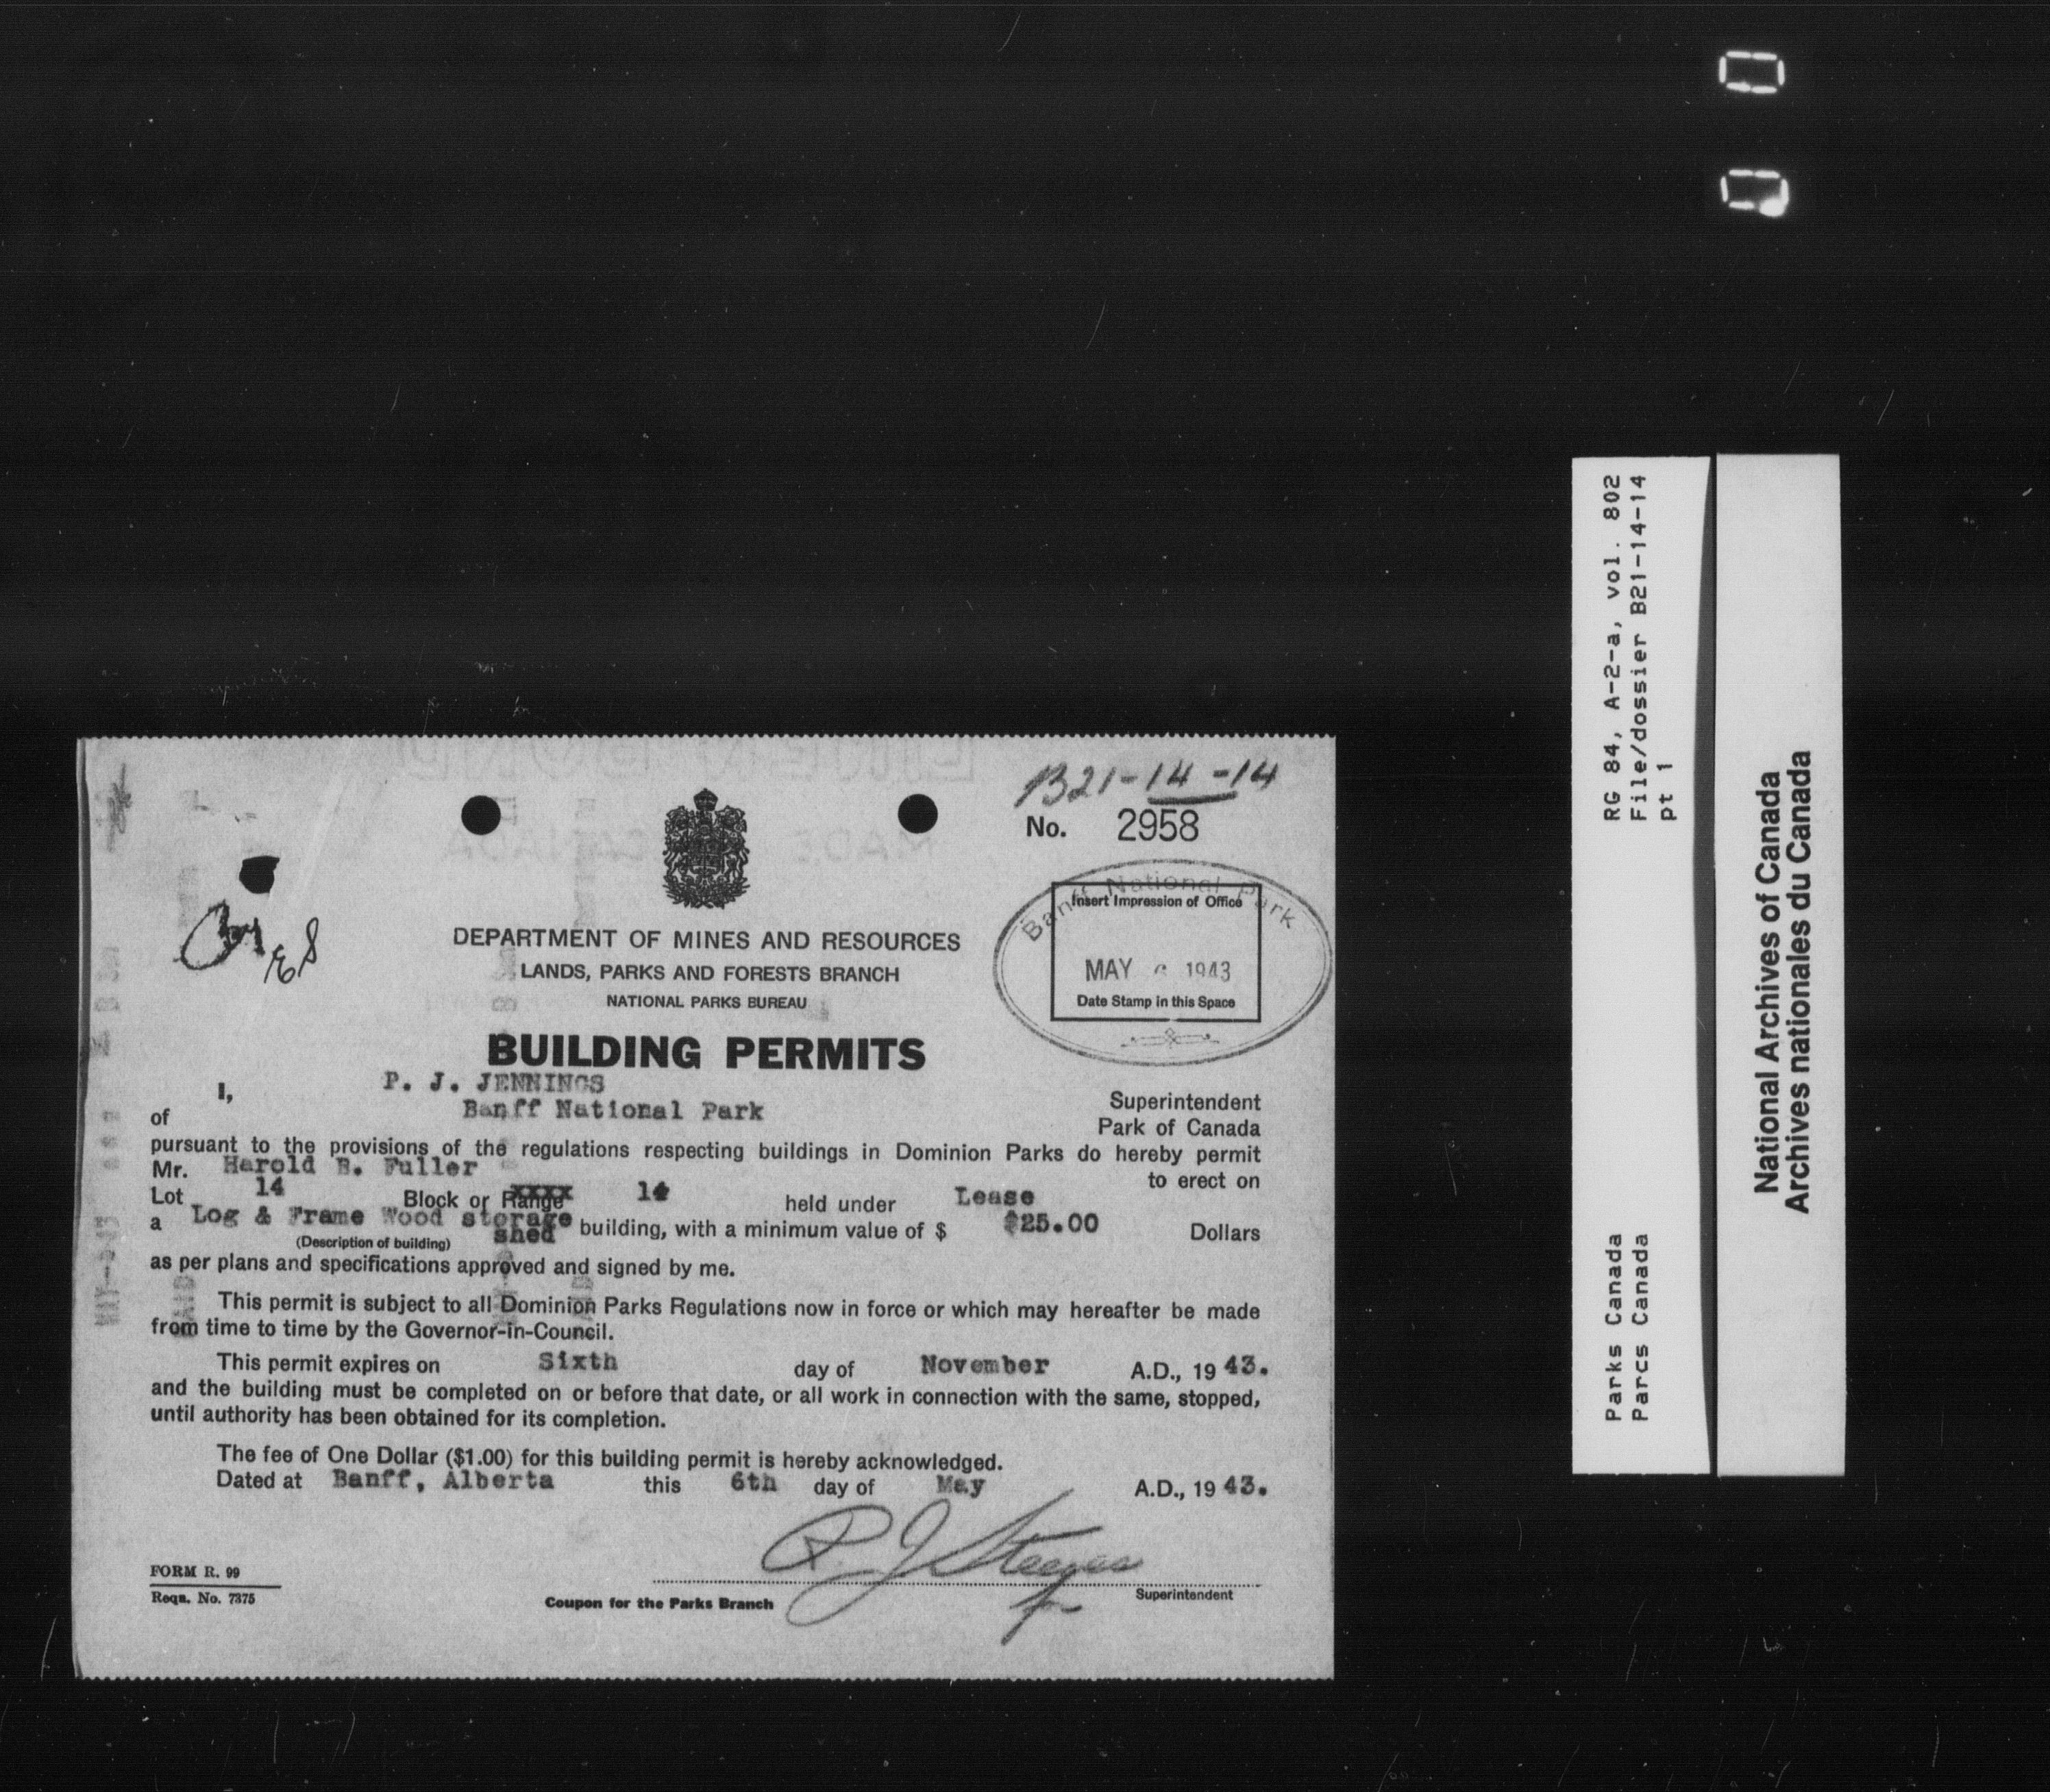 B21-14-14
No. 2958
Banff National Park
Insert Impression of Office
MAY 6 1943
Date Stamp in this Space
DEPARTMENT OF MINES AND RESOURCES
LANDS, PARKS AND FORESTS BRANCH
NATIONAL PARKS BUREAU
BUILDING PERMITS
I, P. J. JENNINGS Superintendent
of Banff National Park Park of Canada
pursuant to the provisions of the regulations respecting buildings in Dominion Parks do hereby permit
Mr. Harold B. Fuller to erect on
Lot 14 Block or Range xxxx 14 held under Lease
a Log & Frame Wood storage shed building, with a minimum value of $ $25.00 Dollars
(Description of building)
as per plans and specifications approved and signed by me.
This permit is subject to all Dominion Parks Regulations now in force or which may hereafter be made
from time to time by the Governor-in-Council.
This permit expires on Sixth day of November A.D., 19 43.
and the building must be completed on or before that date, or all work in connection with the same, stopped,
until authority has been obtained for its completion.
The fee of One Dollar ($1.00) for this building permit is hereby acknowledged.
Dated at Banff, Alberta this 6th day of May A.D., 19 43.
Superintendent
FORM R. 99
Reqn. No. 7375
Coupon for the Parks Branch
RG 84, A-2-a, vol. 802
File/dossier B21-14-14
pt 1
Parks Canada
Parcs Canada
National Archives of Canada
Archives nationales du Canada